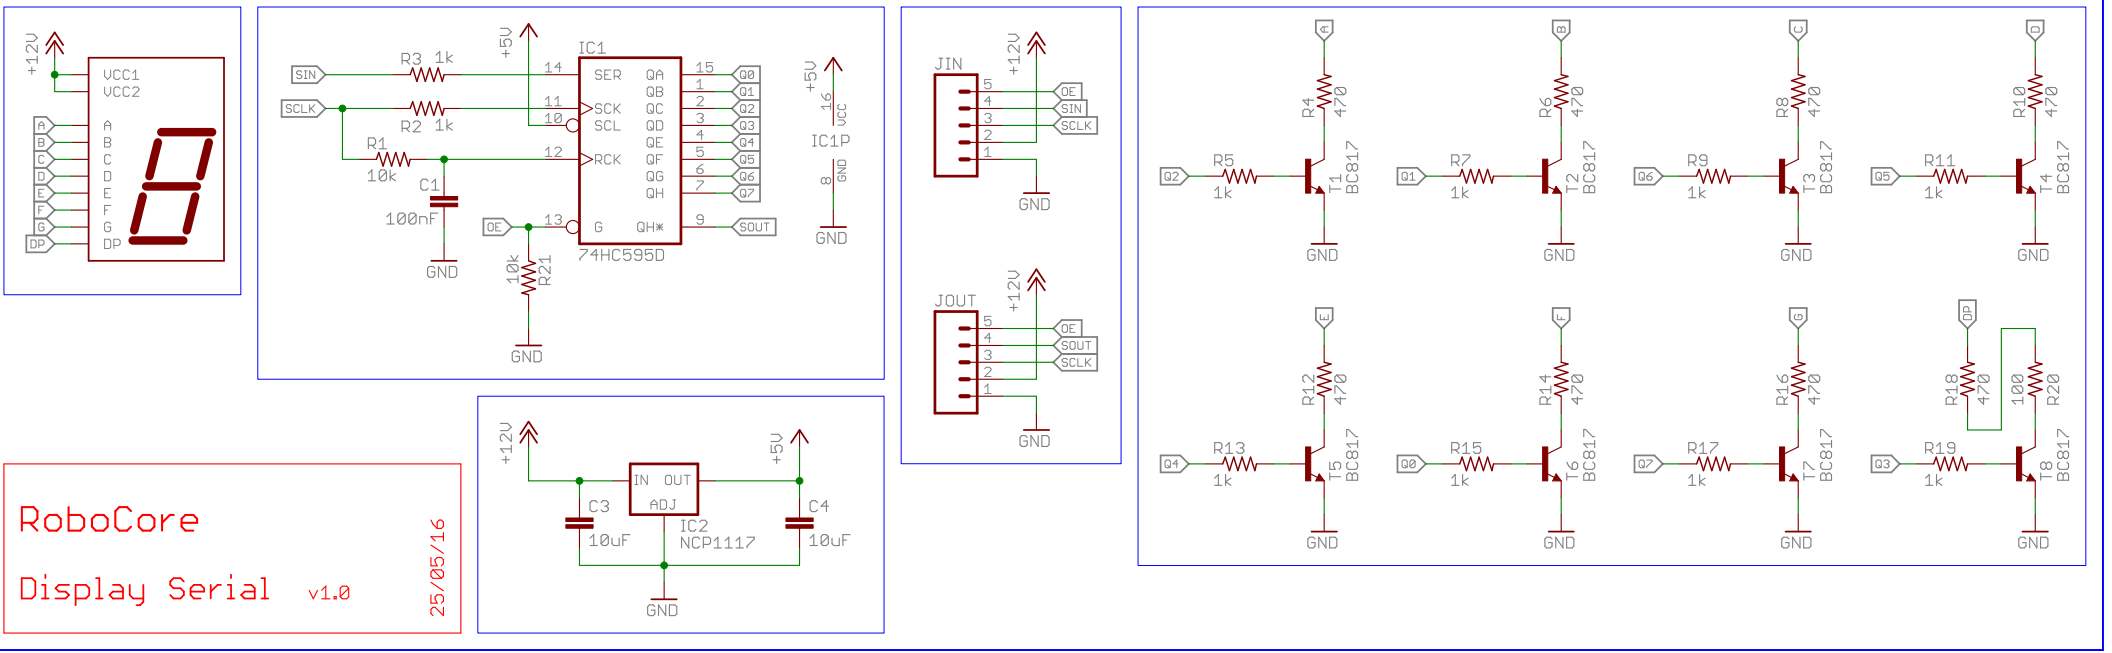 +12V
VCC1
VCC2
A A
B B
C C
D D
E E
F F
G G
DP DP
+5V
IC1
R3 1k
SIN
14 SER QA 15 Q0
QB 1 Q1
SCLK
11 SCK QC 2 Q2
R2 1k
10 SCL QD 3 Q3
QE 4 Q4
R1
10k
12 RCK QF 5 Q5
QG 6 Q6
QH 7 Q7
C1
100nF
GND
OE 13 G QH* 9 SOUT
74HC595D
10k
R21
GND
+5V
16
VCC
IC1P
8
GND
GND
JIN
+12V
5 OE
4 SIN
3 SCLK
2
1
GND
JOUT
+12V
5 OE
4 SOUT
3 SCLK
2
1
GND
+12V
+5V
IN OUT
ADJ
C3
10uF
IC2
NCP1117
C4
10uF
GND
A
R4
470
Q2 R5
1k
T1
BC817
GND
B
R6
470
Q1 R7
1k
T2
BC817
GND
C
R8
470
Q6 R9
1k
T3
BC817
GND
D
R10
470
Q5 R11
1k
T4
BC817
GND
E
R12
470
Q4 R13
1k
T5
BC817
GND
F
R14
470
Q0 R15
1k
T6
BC817
GND
G
R16
470
Q7 R17
1k
T7
BC817
GND
DP
R18
470
100
R20
Q3 R19
1k
T8
BC817
GND
RoboCore
Display Serial v1.0
25/05/16